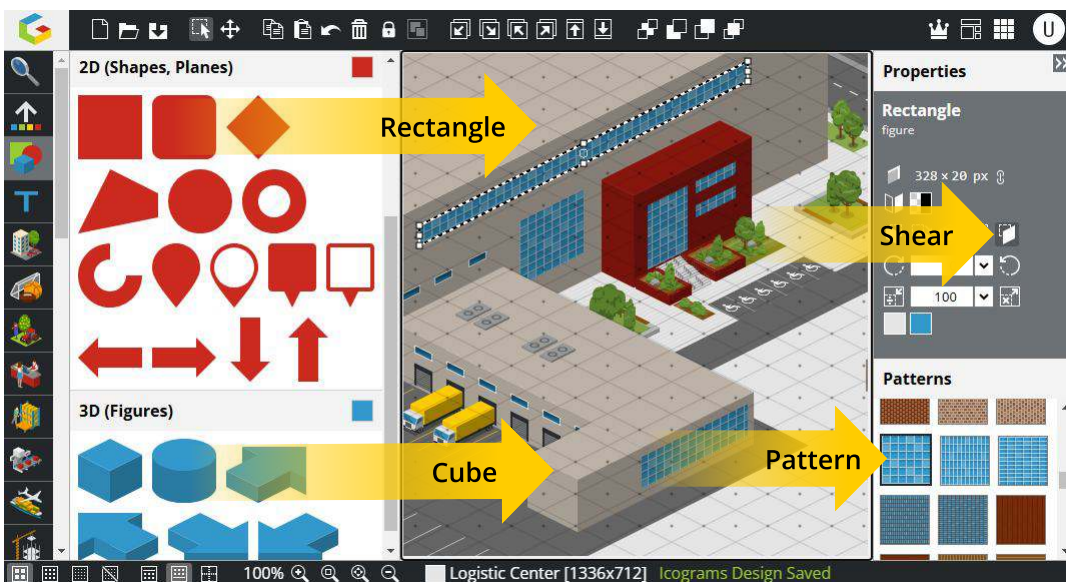 U
2D (Shapes, Planes)
Properties
Rectangle
figure
Rectangle
328 x 20 px
Shear
100
Patterns
3D (Figures)
Cube
Pattern
100%
Logistic Center [1336x712]
Icograms Design Saved